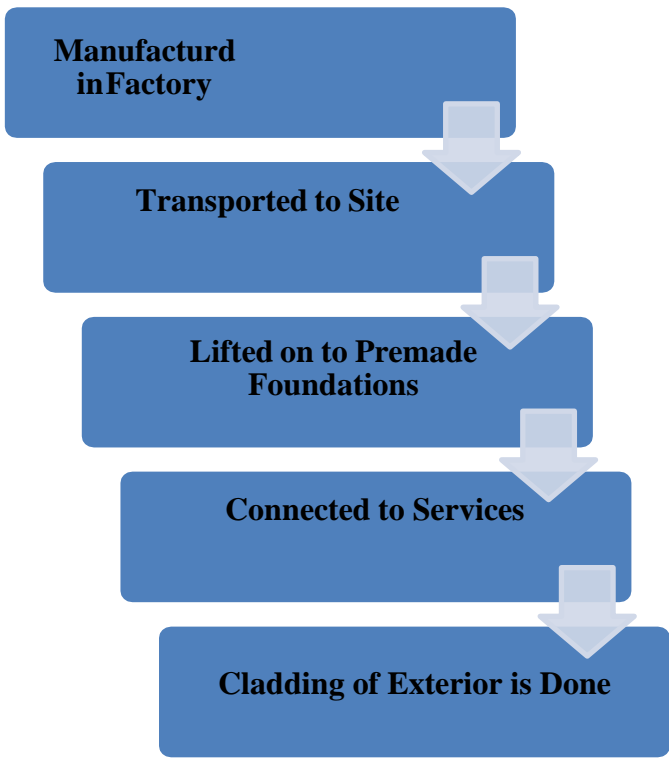 Manufacturd
inFactory
Transported to Site
Lifted on to Premade
Foundations
Connected to Services
Cladding of Exterior is Done